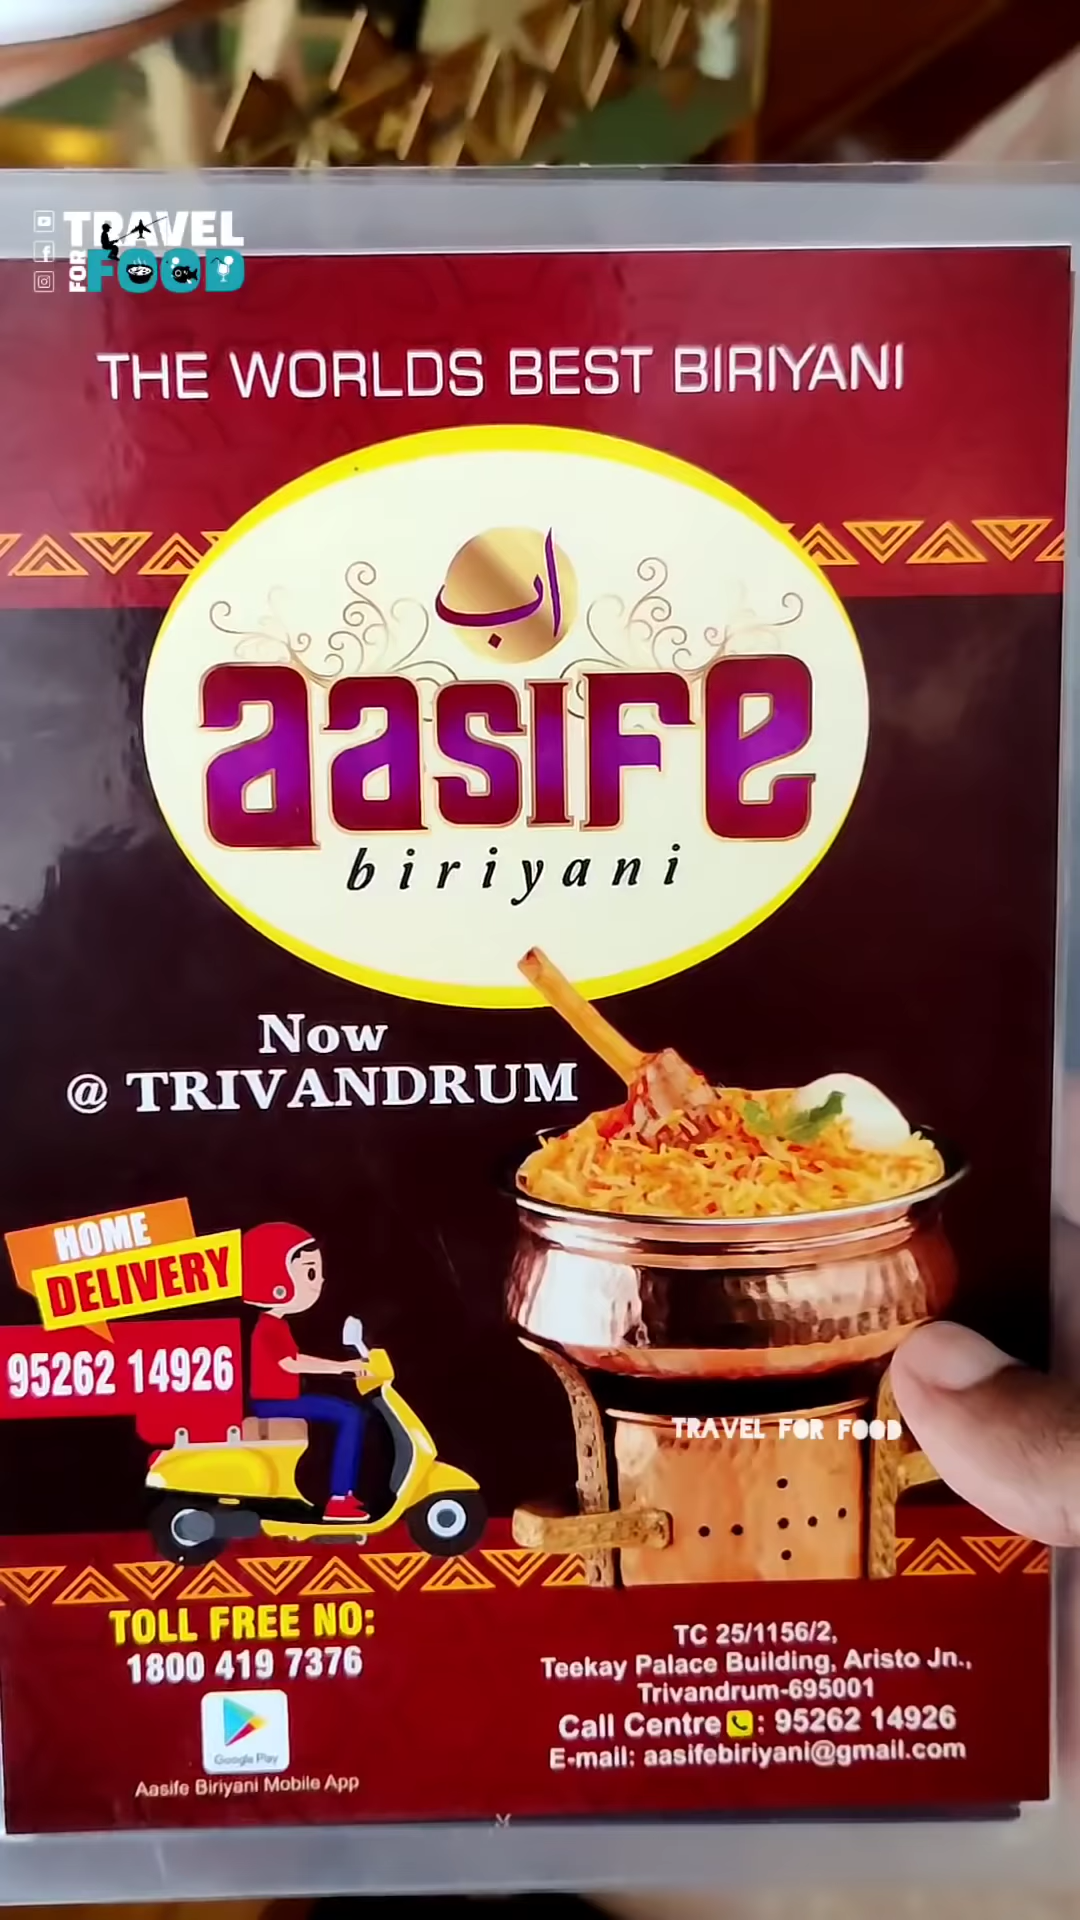 TRAVEL
FOR FOOD
THE WORLDS BEST BIRIYANI
اب
aasife
biriyani
Now
@ TRIVANDRUM
HOME
DELIVERY
95262 14926
TRAVEL FOR FOOD
TOLL FREE NO:
1800 419 7376
Google Play
Aasife Biriyani Mobile App
TC 25/1156/2,
Teekay Palace Building, Aristo Jn.,
Trivandrum-695001
Call Centre : 95262 14926
E-mail: aasifebiriyani@gmail.com